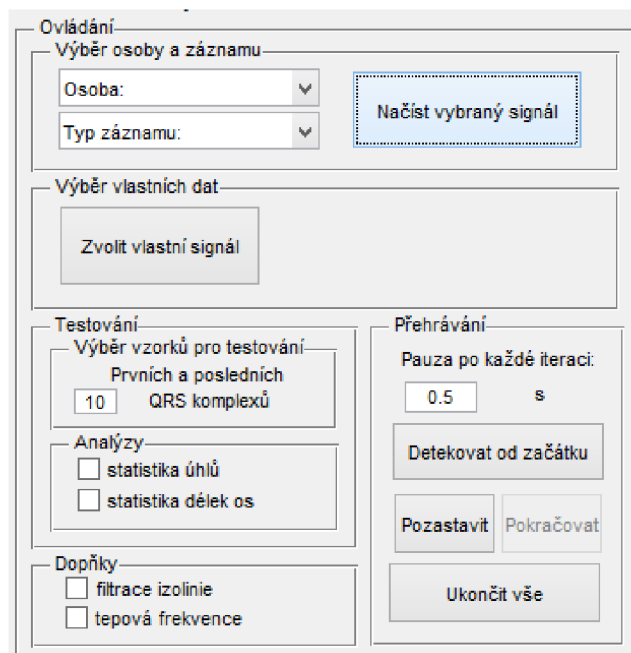 Ovládání
Výběr osoby a záznamu
Osoba:
Načíst vybraný signál
Typ záznamu:
Výběr vlastních dat
Zvolit vlastní signál
Testování
Výběr vzorků pro testování
Prvních a posledních
10 QRS komplexů
Analýzy
statistika úhlů
statistika délek os
Dopňky
filtrace izolinie
tepová frekvence
Přehrávání
Pauza po každé iteraci:
0.5 s
Detekovat od začátku
Pozastavit Pokračovat
Ukončit vše